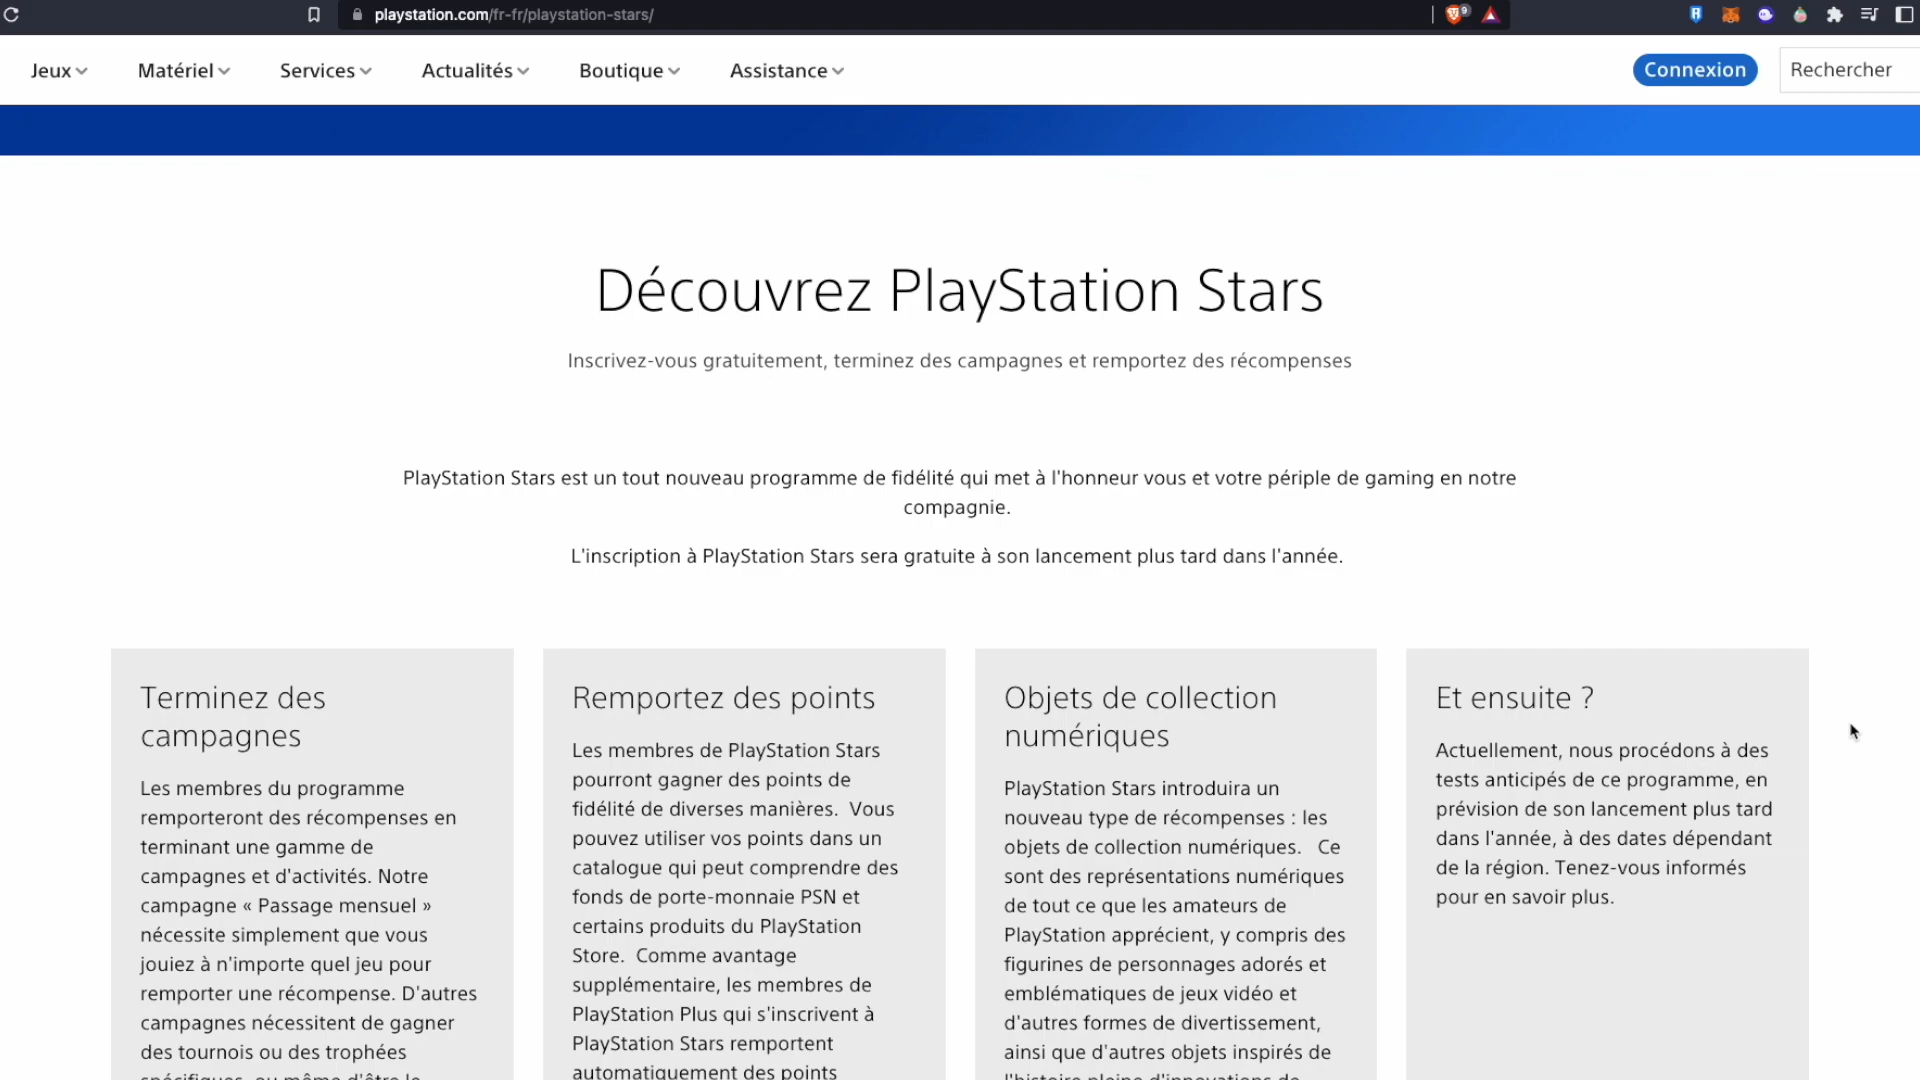 playstation.com/fr-fr/playstation-stars/
9
Jeux
Matériel
Services
Actualités
Boutique
Assistance
Connexion
Rechercher
Découvrez PlayStation Stars
Inscrivez-vous gratuitement, terminez des campagnes et remportez des récompenses
PlayStation Stars est un tout nouveau programme de fidélité qui met à l'honneur vous et votre périple de gaming en notre
compagnie.
L'inscription à PlayStation Stars sera gratuite à son lancement plus tard dans l'année.
Terminez des
campagnes
Les membres du programme
remporteront des récompenses en
terminant une gamme de
campagnes et d'activités. Notre
campagne « Passage mensuel »
nécessite simplement que vous
jouiez à n'importe quel jeu pour
remporter une récompense. D'autres
campagnes nécessitent de gagner
des tournois ou des trophées
spécifiques, ou même d'être le
Remportez des points
Les membres de PlayStation Stars
pourront gagner des points de
fidélité de diverses manières. Vous
pouvez utiliser vos points dans un
catalogue qui peut comprendre des
fonds de porte-monnaie PSN et
certains produits du PlayStation
Store. Comme avantage
supplémentaire, les membres de
PlayStation Plus qui s'inscrivent à
PlayStation Stars remportent
automatiquement des points
Objets de collection
numériques
PlayStation Stars introduira un
nouveau type de récompenses : les
objets de collection numériques. Ce
sont des représentations numériques
de tout ce que les amateurs de
PlayStation apprécient, y compris des
figurines de personnages adorés et
emblématiques de jeux vidéo et
d'autres formes de divertissement,
ainsi que d'autres objets inspirés de
l'histoire pleine d'innovations de
Et ensuite ?
Actuellement, nous procédons à des
tests anticipés de ce programme, en
prévision de son lancement plus tard
dans l'année, à des dates dépendant
de la région. Tenez-vous informés
pour en savoir plus.